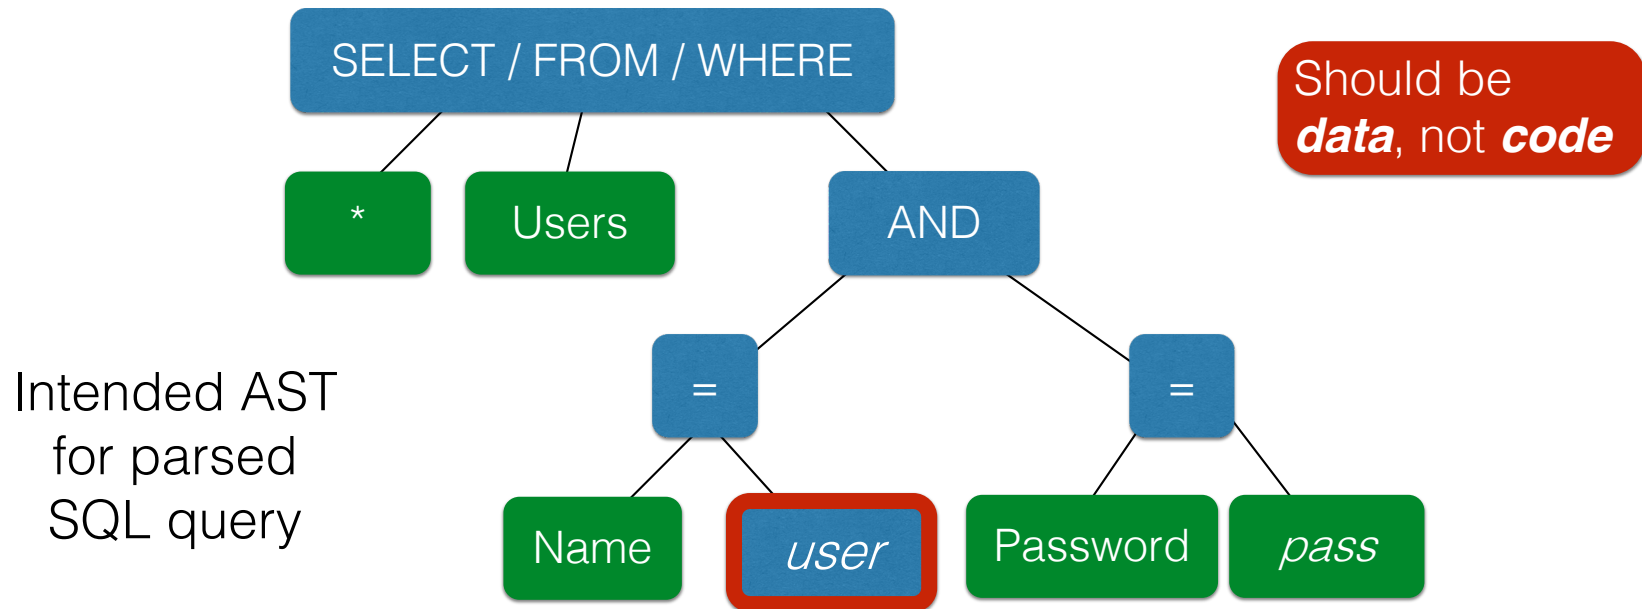 SELECT / FROM / WHERE
Should be
data, not code
*
Users
AND
Intended AST
for parsed
SQL query
=
=
Name
user
Password
pass